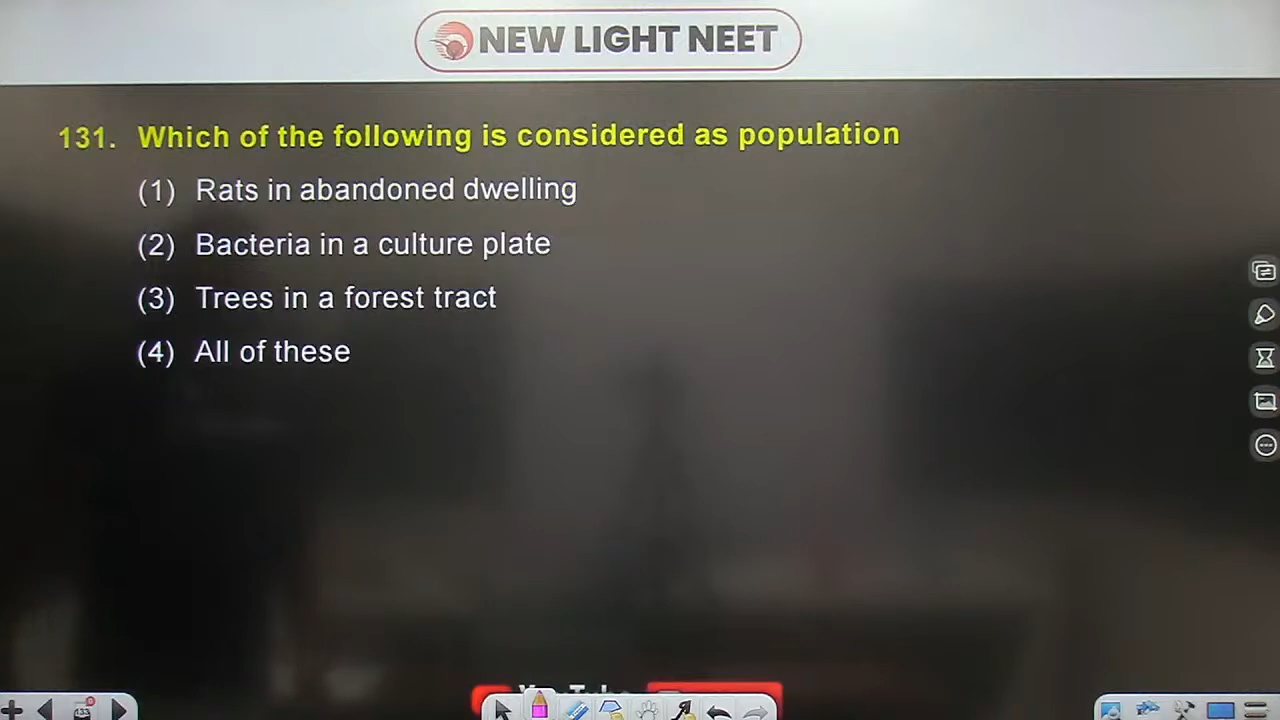 NEW LIGHT NEET
131. Which of the following is considered as population
(1) Rats in abandoned dwelling
(2) Bacteria in a culture plate
(3) Trees in a forest tract
(4) All of these